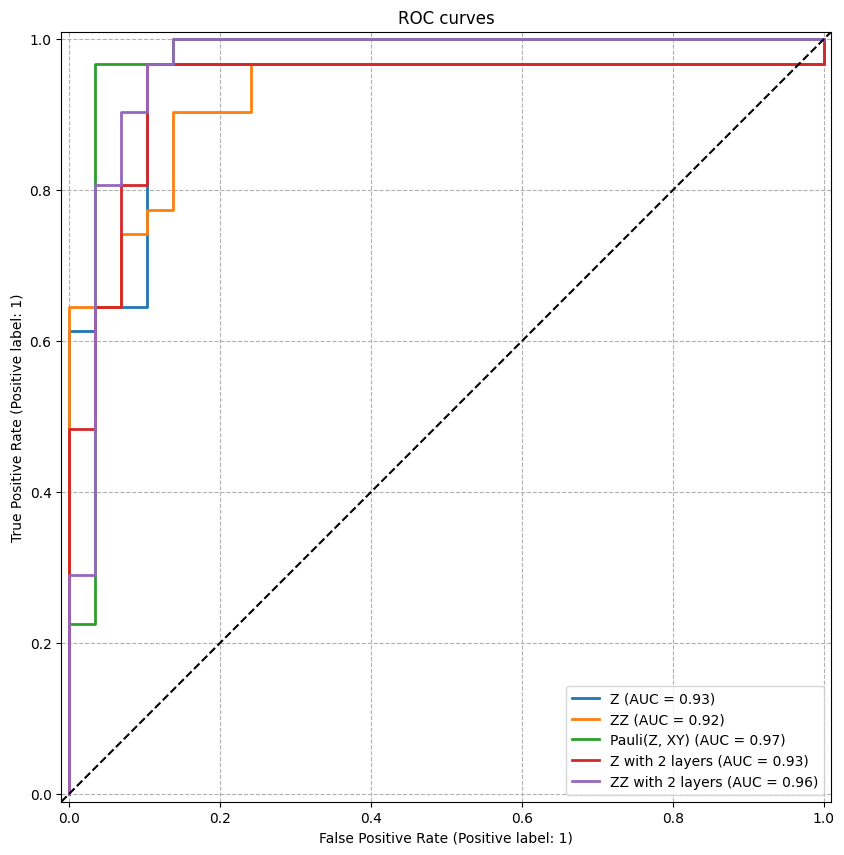 ROC curves
True Positive Rate (Positive label: 1)
1.0
0.8
0.6
0.4
0.2
0.0
0.0 0.2 0.4 0.6 0.8 1.0
False Positive Rate (Positive label: 1)
Z (AUC = 0.93)
ZZ (AUC = 0.92)
Pauli(Z, XY) (AUC = 0.97)
Z with 2 layers (AUC = 0.93)
ZZ with 2 layers (AUC = 0.96)